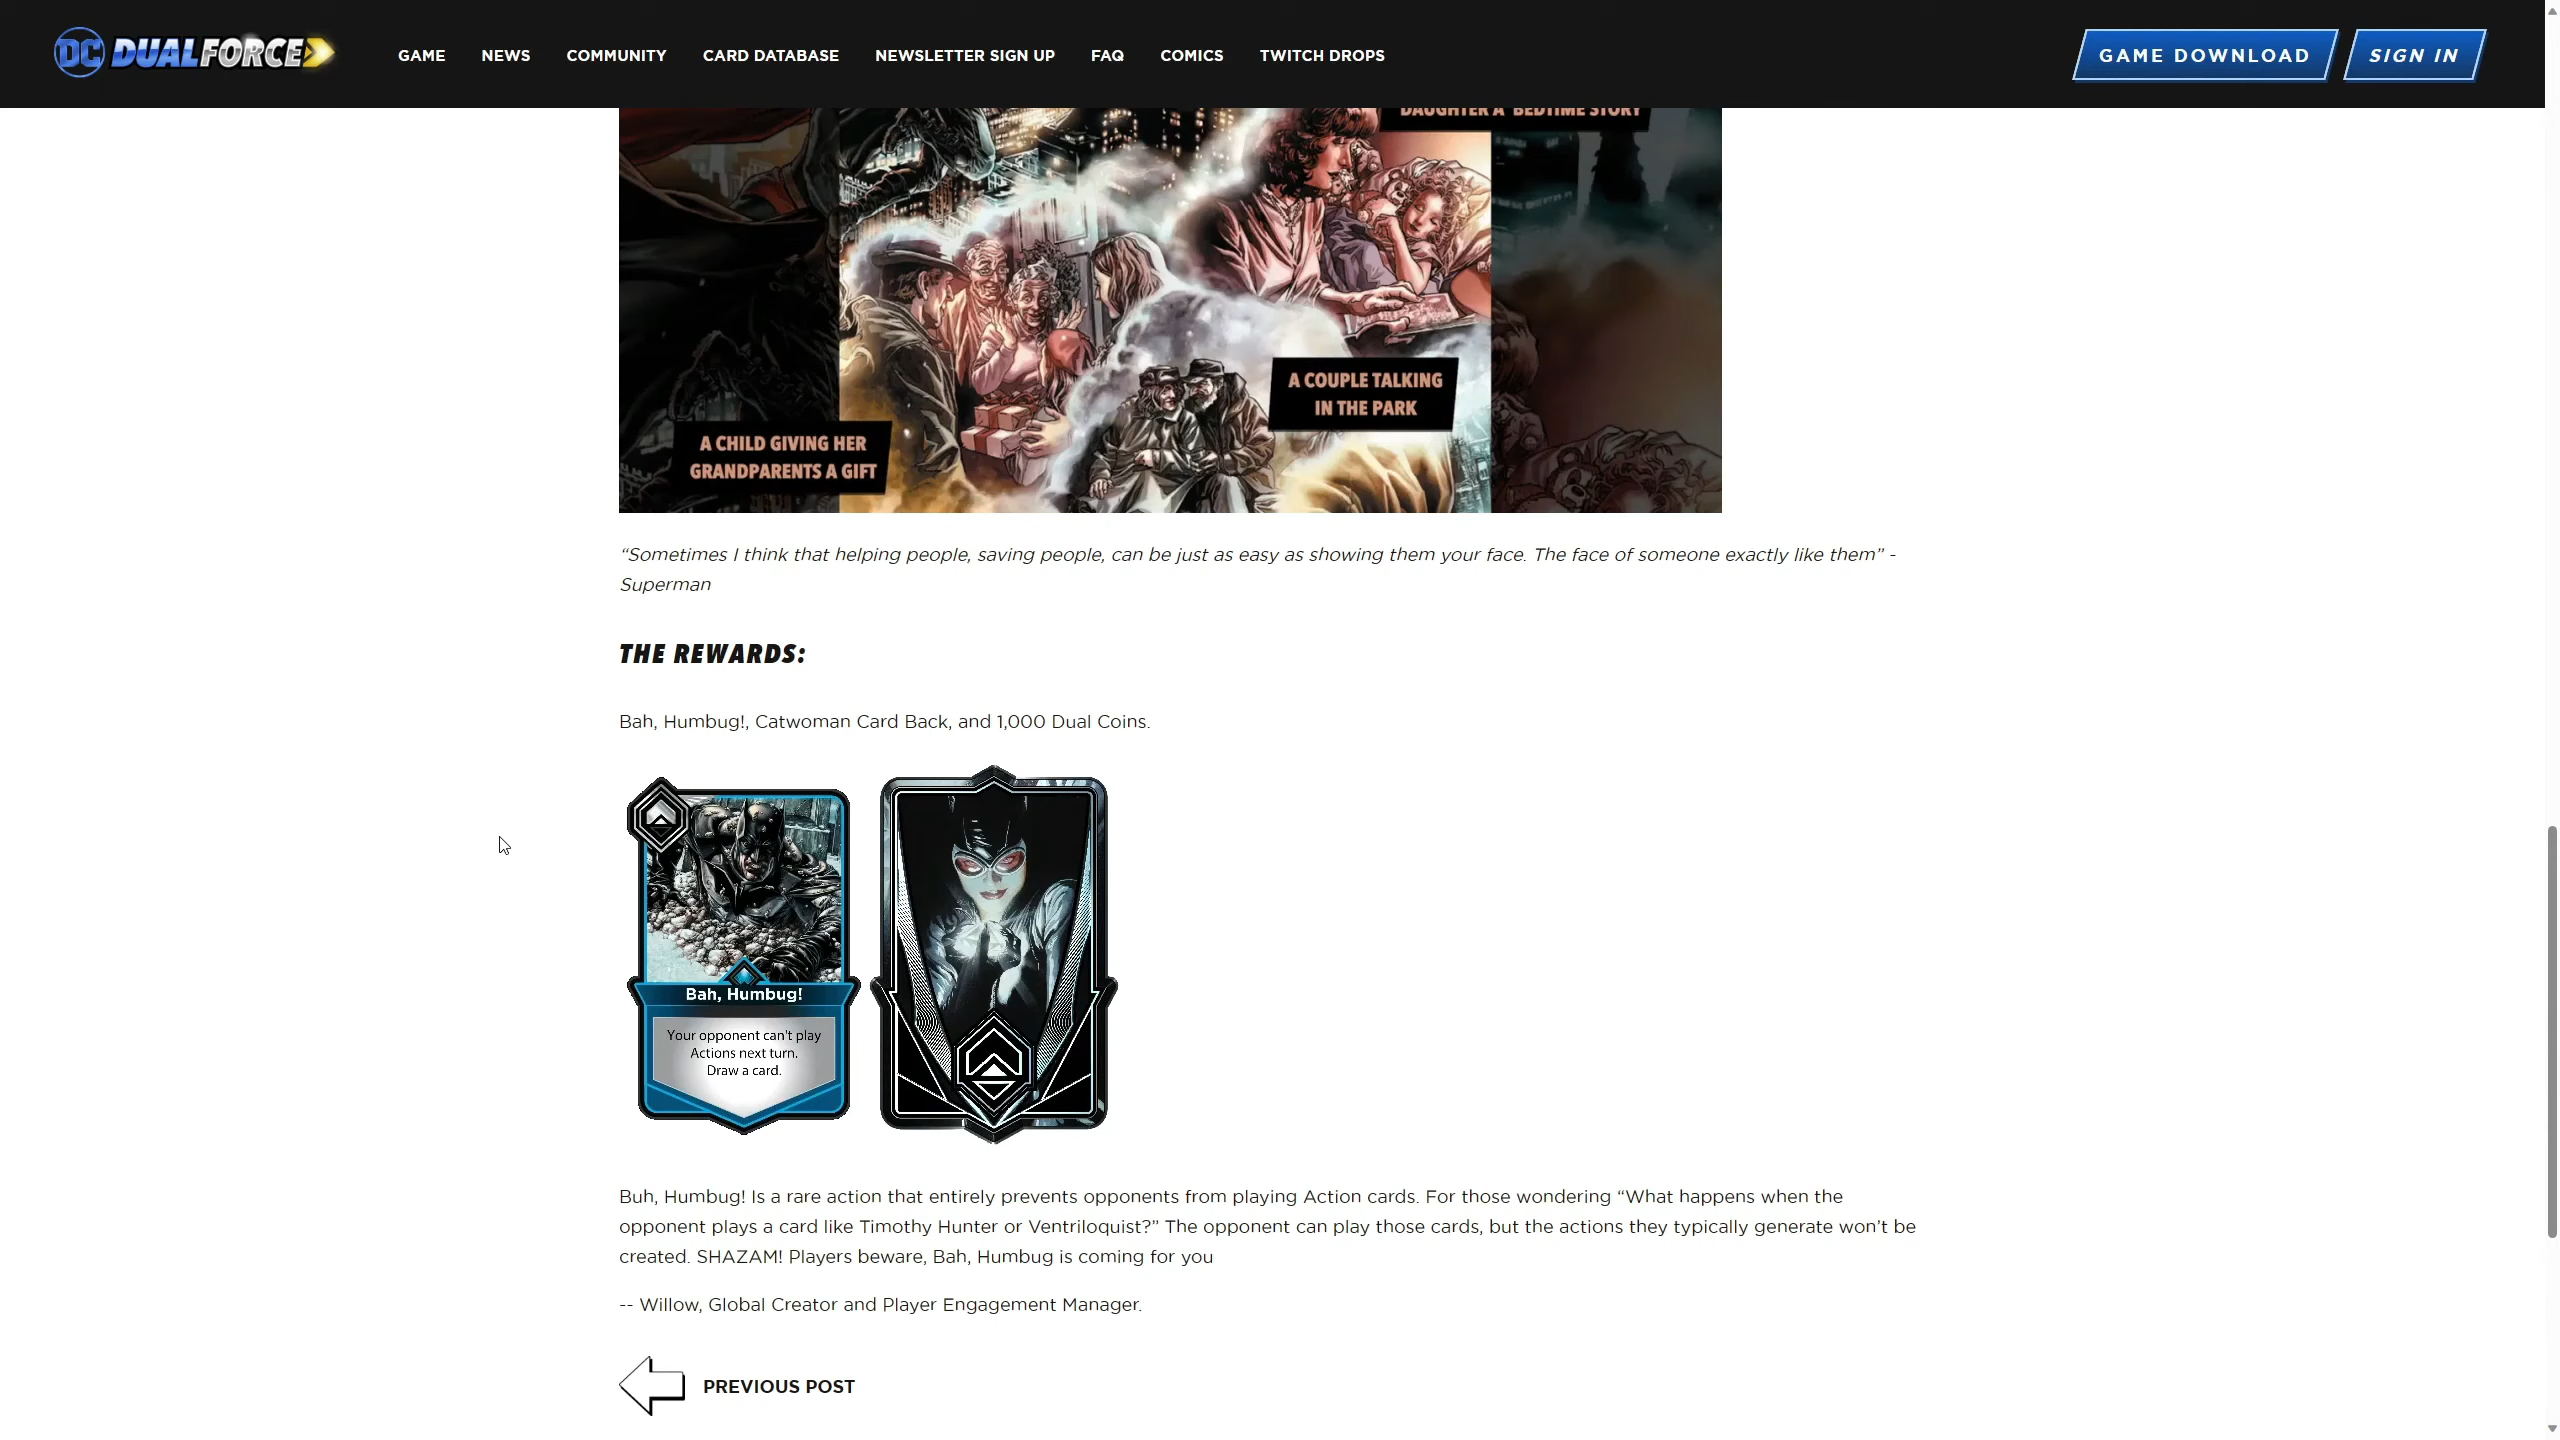 DC DUALFORCE
GAME
NEWS
COMMUNITY
CARD DATABASE
NEWSLETTER SIGN UP
FAQ
COMICS
TWITCH DROPS
GAME DOWNLOAD
SIGN IN
DAUGHTER A BEDTIME STORY
A COUPLE TALKING
IN THE PARK
A CHILD GIVING HER
GRANDPARENTS A GIFT
“Sometimes I think that helping people, saving people, can be just as easy as showing them your face. The face of someone exactly like them” -
Superman
THE REWARDS:
Bah, Humbug!, Catwoman Card Back, and 1,000 Dual Coins.
Bah, Humbug!
Your opponent can't play
Actions next turn.
Draw a card.
Buh, Humbug! Is a rare action that entirely prevents opponents from playing Action cards. For those wondering “What happens when the
opponent plays a card like Timothy Hunter or Ventriloquist?” The opponent can play those cards, but the actions they typically generate won’t be
created. SHAZAM! Players beware, Bah, Humbug is coming for you
-- Willow, Global Creator and Player Engagement Manager.
PREVIOUS POST